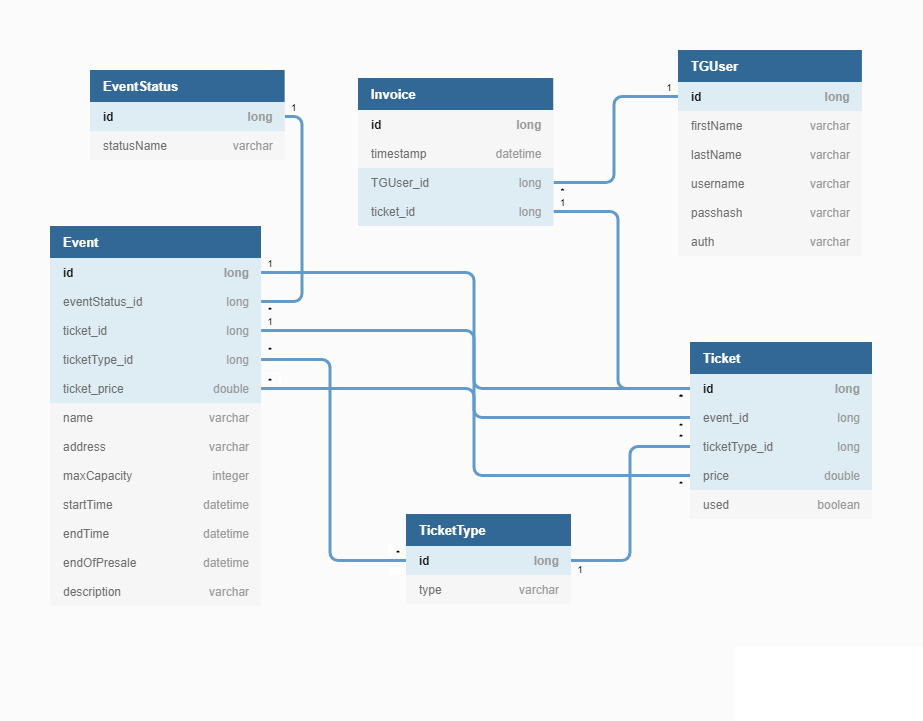 EventStatus
id long
statusName varchar
1
Invoice
id long
timestamp datetime
TGUser_id long
ticket_id long
*
1
TGUser
1
id long
firstName varchar
lastName varchar
username varchar
passhash varchar
auth varchar
Event
id long
eventStatus_id long
ticket_id long
ticketType_id long
ticket_price double
name varchar
address varchar
maxCapacity integer
startTime datetime
endTime datetime
endOfPresale datetime
description varchar
1
*
1
*
*
Ticket
id long
event_id long
ticketType_id long
price double
used boolean
*
*
*
*
TicketType
* id long
type varchar
1